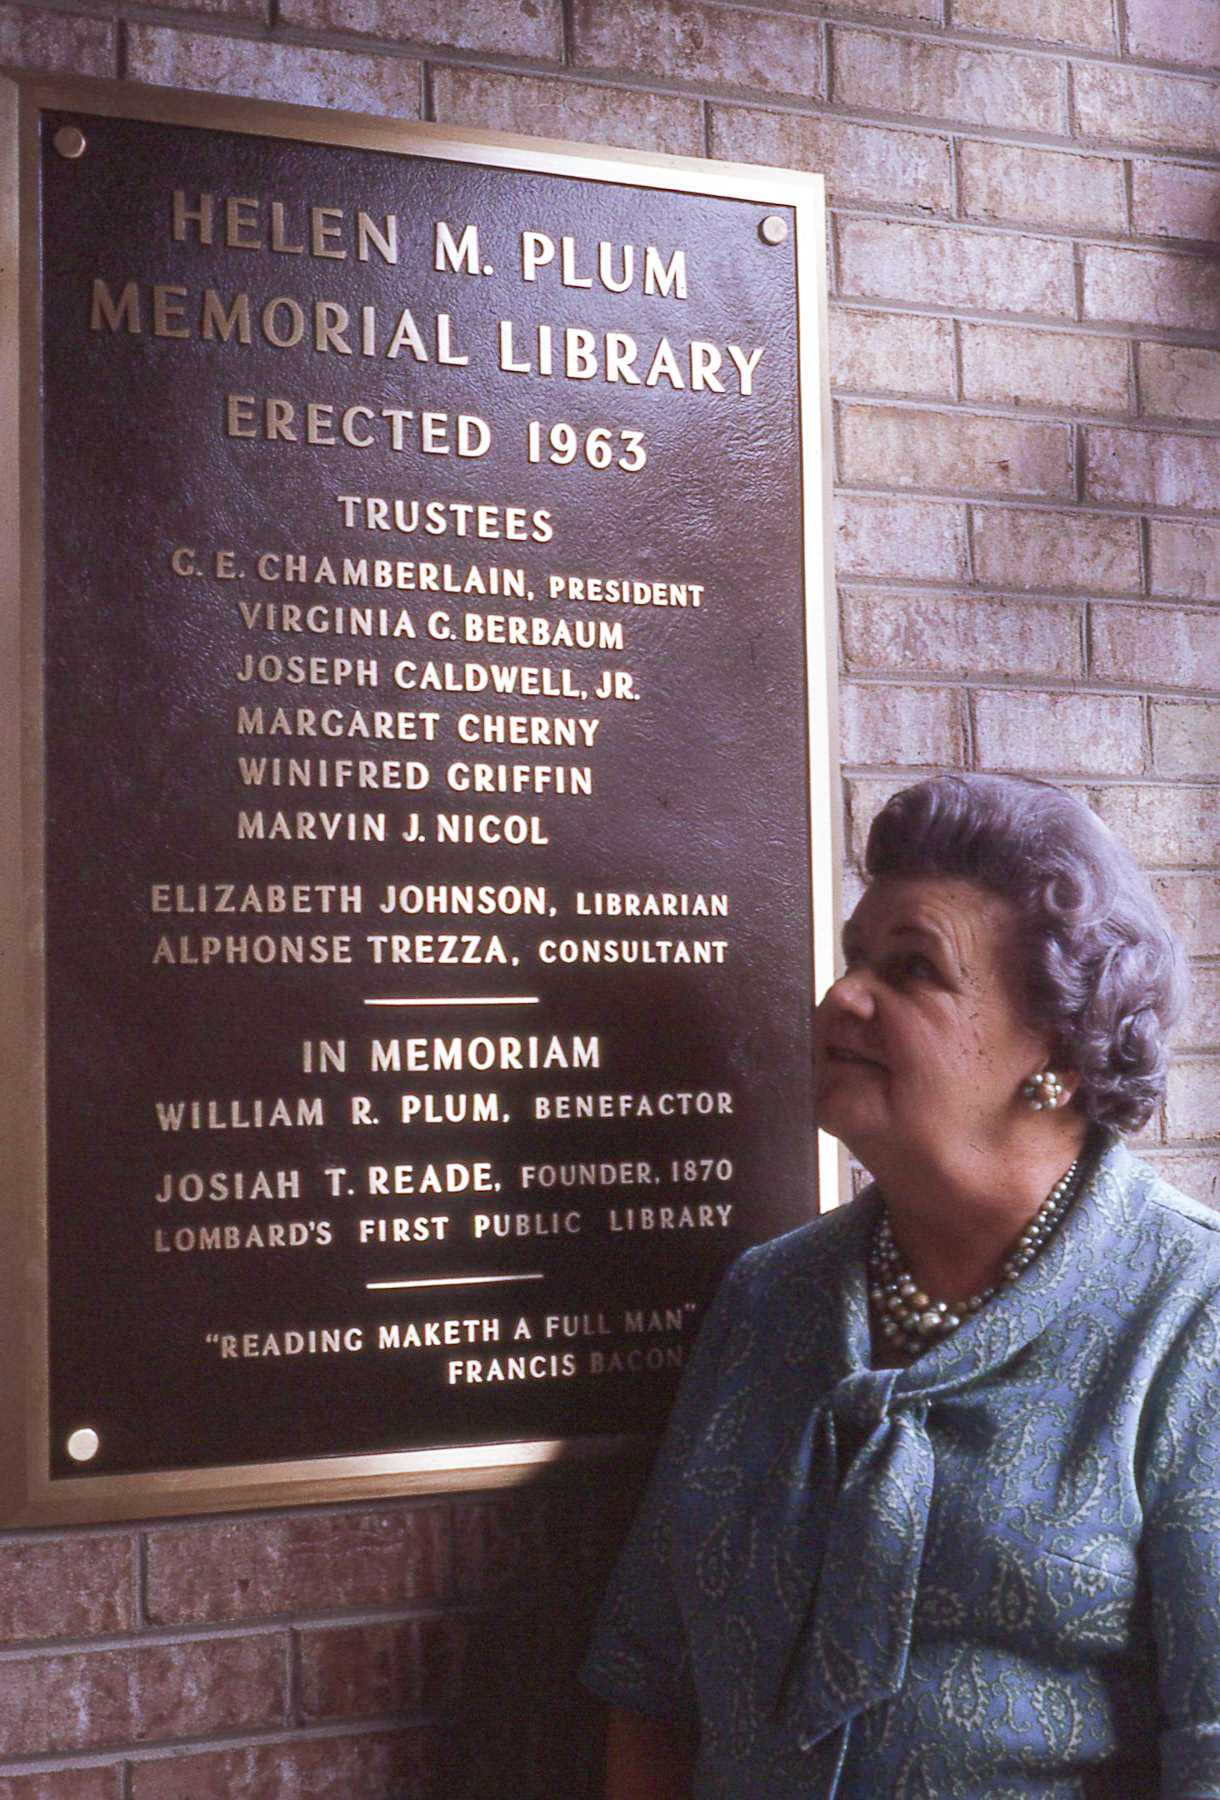 HELEN M. PLUM
MEMORIAL LIBRARY
ERECTED 1963
TRUSTEES
G. E. CHAMBERLAIN, PRESIDENT
VIRGINIA G. BERBAUM
JOSEPH CALDWELL, JR.
MARGARET CHERNY
WINIFRED GRIFFIN
MARVIN J. NICOL
ELIZABETH JOHNSON, LIBRARIAN
ALPHONSE TREZZA, CONSULTANT
IN MEMORIAM
WILLIAM R. PLUM, BENEFACTOR
JOSIAH T. READE, FOUNDER, 1870
LOMBARD'S FIRST PUBLIC LIBRARY
"READING MAKETH A FULL MAN"
FRANCIS BACON